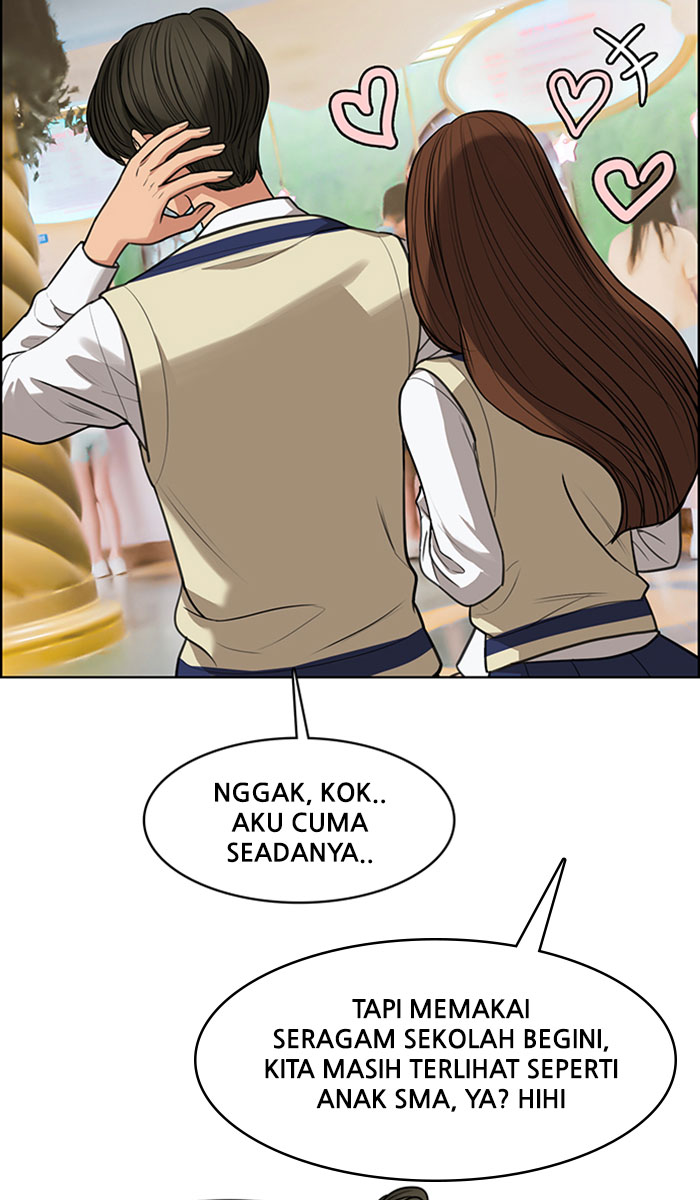 NGGAK, KOK..
AKU CUMA
SEADANYA..
TAPI MEMAKAI
SERAGAM SEKOLAH BEGINI,
KITA MASIH TERLIHAT SEPERTI
ANAK SMA, YA? HIHI